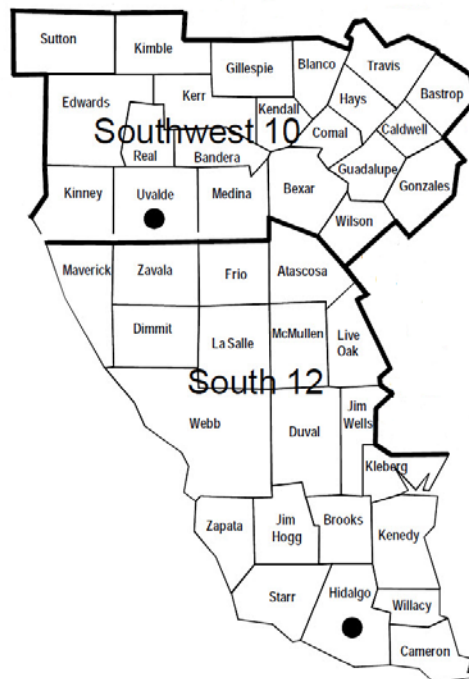 Sutton
Kimble
Gillespie
Blanco
Travis
Bastrop
Edwards
Kerr
Kendall
Hays
Comal
Caldwell
Southwest 10
Real
Bandera
Guadalupe
Gonzales
Kinney
Uvalde
Medina
Bexar
Wilson
Maverick
Zavala
Frio
Atascosa
Dimmit
La Salle
McMullen
Live
Oak
South 12
Webb
Duval
Jim
Wells
Kleberg
Zapata
Jim
Hogg
Brooks
Kenedy
Starr
Hidalgo
Willacy
Cameron